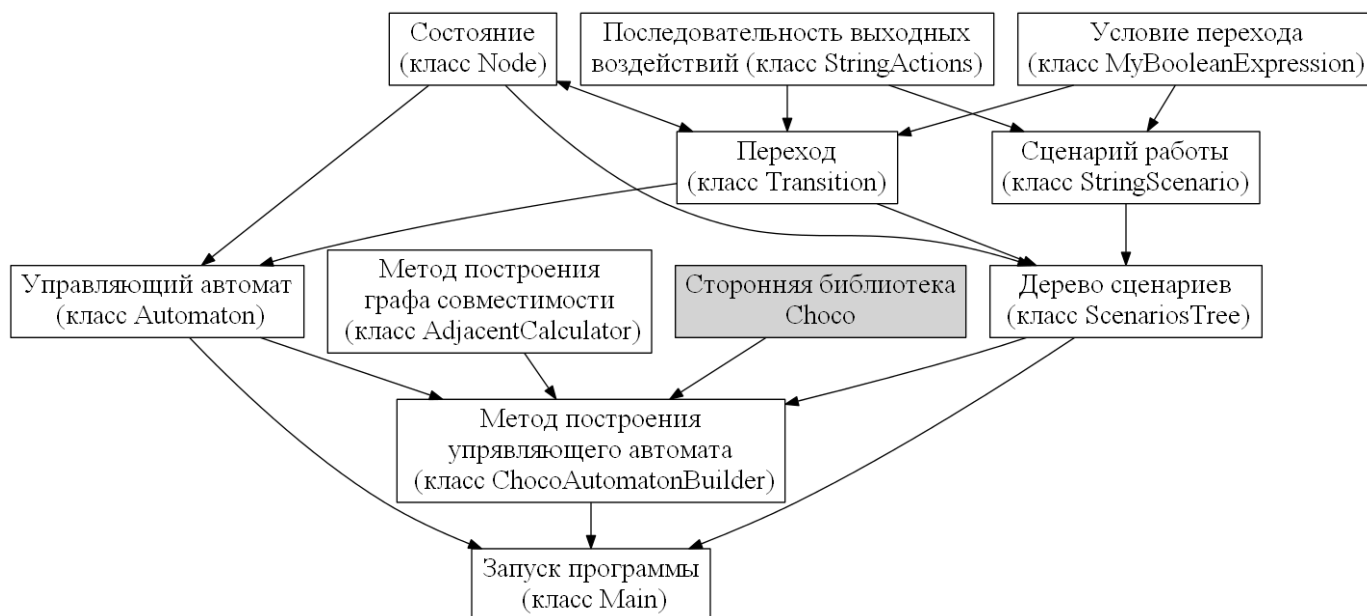 Состояние
(класс Node)
Последовательность выходных
воздействий (класс StringActions)
Условие перехода
(класс MyBooleanExpression)
Переход
(класс Transition)
Сценарий работы
(класс StringScenario)
Управляющий автомат
(класс Automaton)
Метод построения
графа совместимости
(класс AdjacentCalculator)
Сторонняя библиотека
Choco
Дерево сценариев
(класс ScenariosTree)
Метод построения
упрявляющего автомата
(класс ChocoAutomatonBuilder)
Запуск программы
(класс Main)